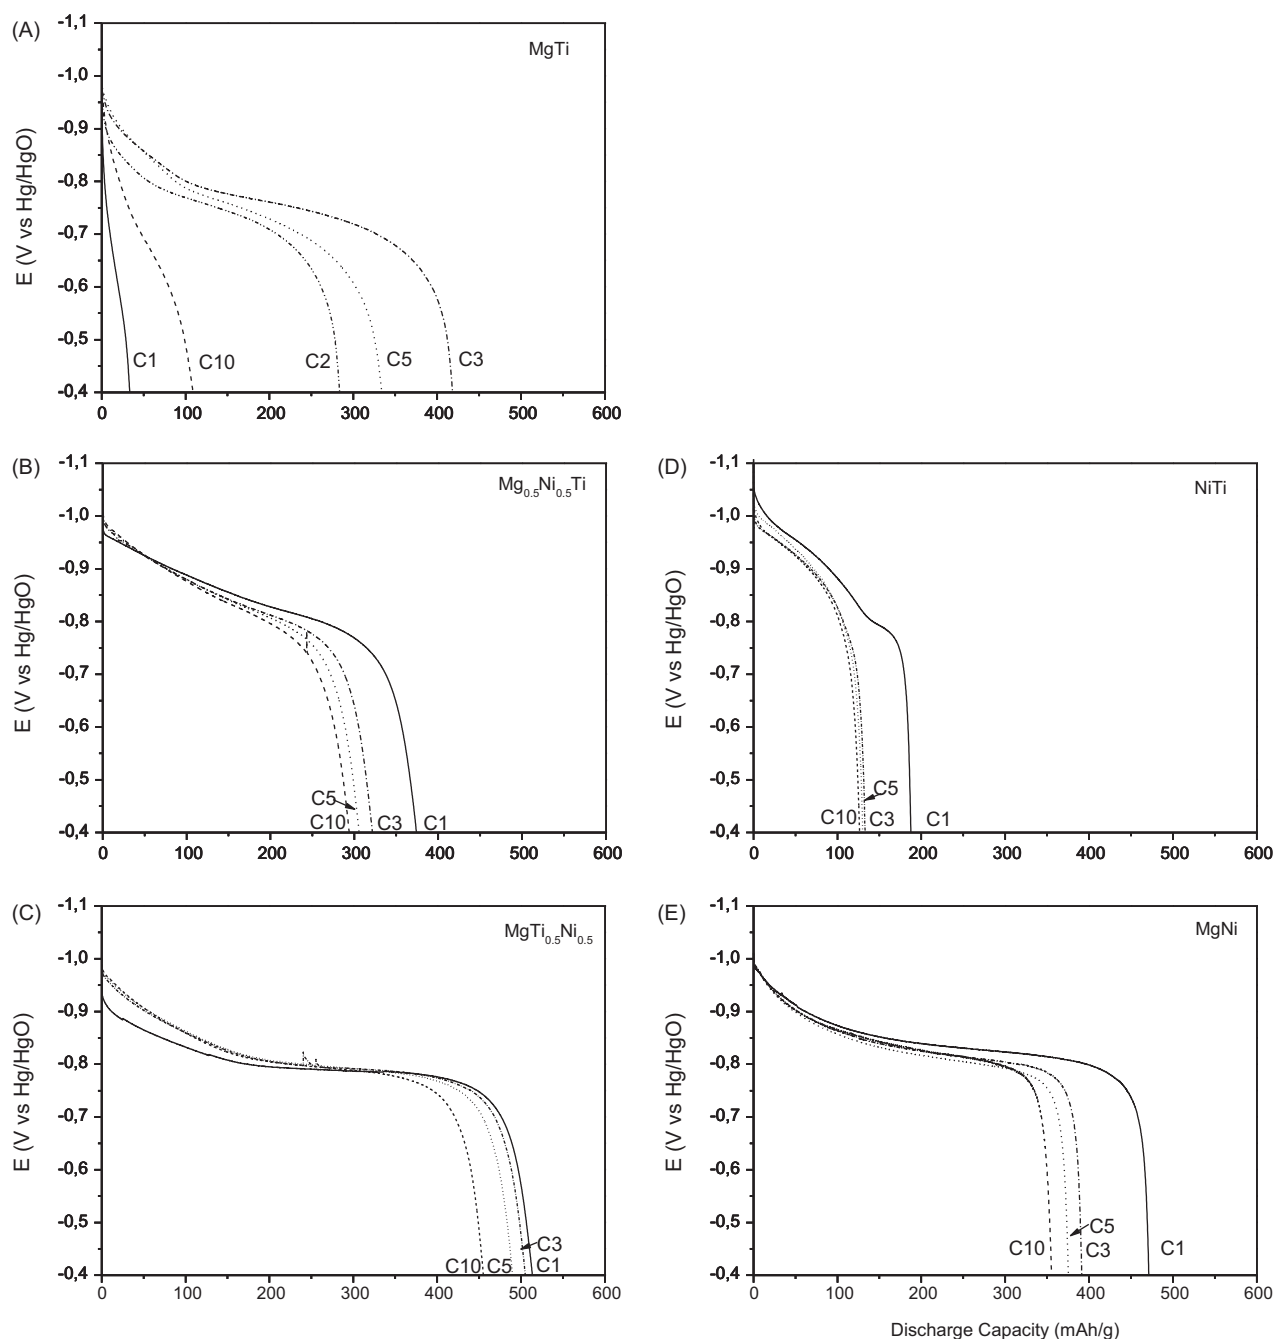 (A)
MgTi
E (V vs Hg/HgO)
-1,1
-1,0
-0,9
-0,8
-0,7
-0,6
-0,5
-0,4
C1
C10
C2
C5
C3
0 100 200 300 400 500 600
(B)
Mg0.5Ni0.5Ti
E (V vs Hg/HgO)
-1,1
-1,0
-0,9
-0,8
-0,7
-0,6
-0,5
-0,4
C5
C10 C3 C1
0 100 200 300 400 500 600
(D)
NiTi
E (V vs Hg/HgO)
-1,1
-1,0
-0,9
-0,8
-0,7
-0,6
-0,5
-0,4
C5
C10 C3 C1
0 100 200 300 400 500 600
(C)
MgTi0.5Ni0.5
E (V vs Hg/HgO)
-1,1
-1,0
-0,9
-0,8
-0,7
-0,6
-0,5
-0,4
C3
C10 C5 C1
0 100 200 300 400 500 600
(E)
MgNi
E (V vs Hg/HgO)
-1,1
-1,0
-0,9
-0,8
-0,7
-0,6
-0,5
-0,4
C5
C10 C3 C1
0 100 200 300 400 500 600
Discharge Capacity (mAh/g)